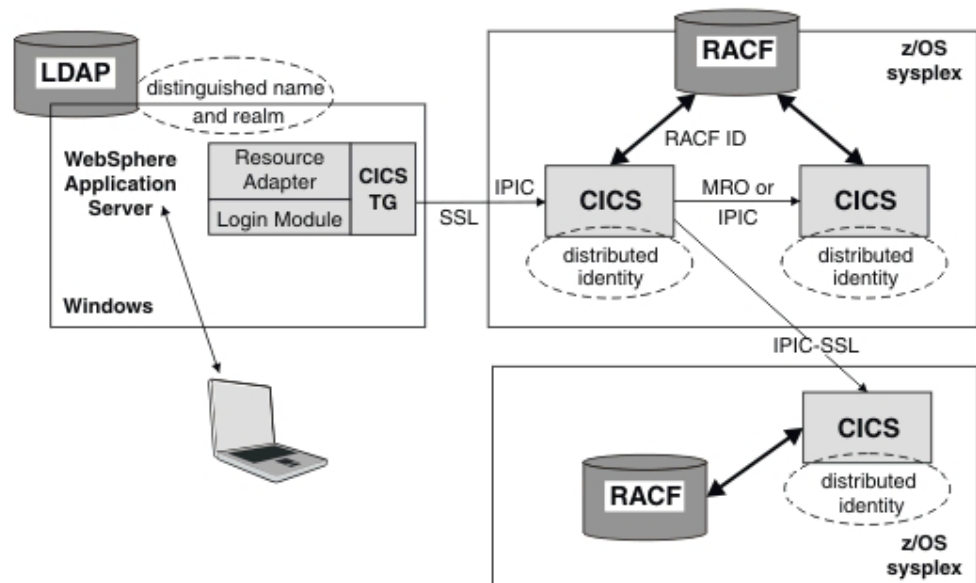 LDAP
distinguished name
and realm
WebSphere
Application
Server
Resource
Adapter
Login Module
CICS
TG
Windows
SSL
IPIC
RACF
z/OS
sysplex
RACF ID
CICS
distributed
identity
MRO or
IPIC
CICS
distributed
identity
IPIC-SSL
CICS
distributed
identity
RACF
z/OS
sysplex